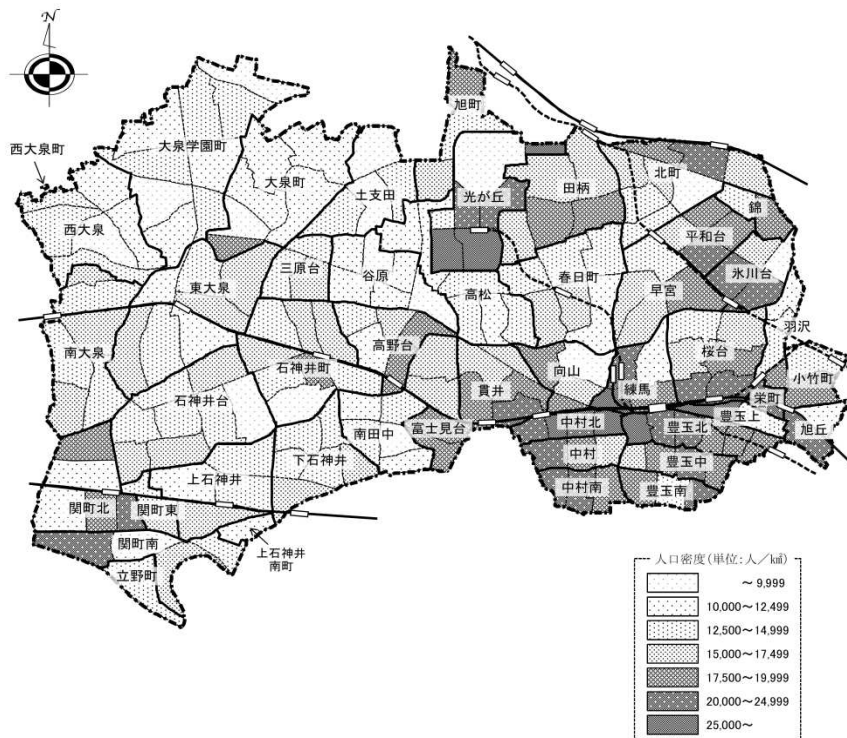 N
旭町
西大泉町
大泉学園町
大泉町
土支田
光が丘
田柄
北町
錦
西大泉
平和台
氷川台
東大泉
三原台
谷原
高松
春日町
早宮
羽沢
南大泉
高野台
石神井町
向山
練馬
桜台
小竹町
石神井台
貫井
栄町
富士見台
中村北
豊玉北
豊玉上
旭丘
南田中
下石神井
中村
豊玉中
上石神井
中村南
豊玉南
関町北
関町東
関町南
上石神井
南町
立野町
人口密度(単位:人/㎢)
~ 9,999
10,000~12,499
12,500~14,999
15,000~17,499
17,500~19,999
20,000~24,999
25,000~